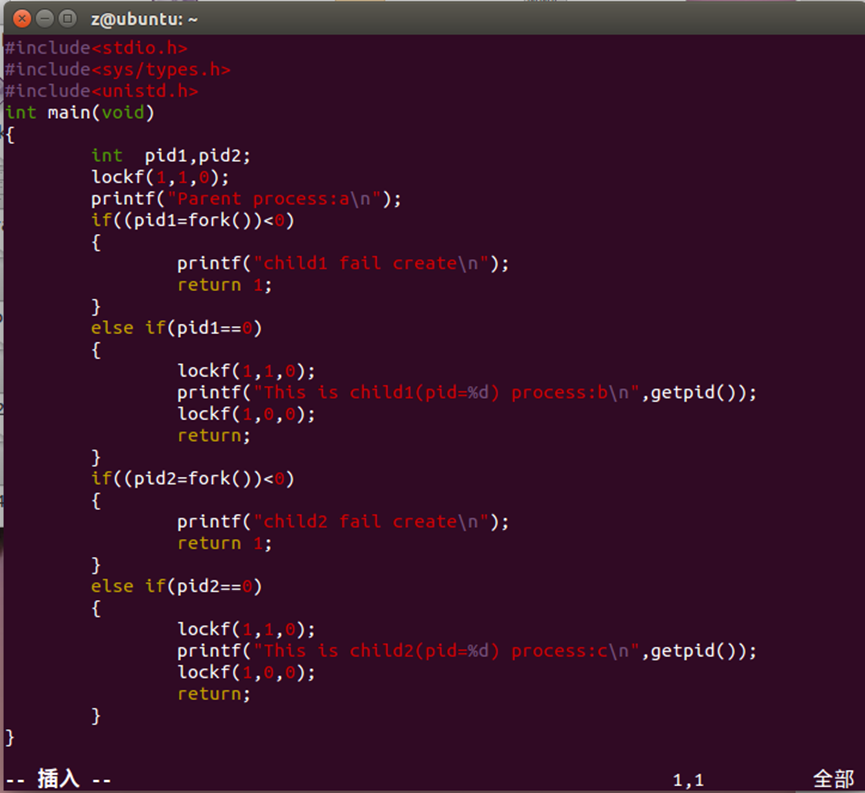 z@ubuntu: ~
#include<stdio.h>
#include<sys/types.h>
#include<unistd.h>
int main(void)
{
        int  pid1,pid2;
        lockf(1,1,0);
        printf("Parent process:a\n");
        if((pid1=fork())<0)
        {
                printf("child1 fail create\n");
                return 1;
        }
        else if(pid1==0)
        {
                lockf(1,1,0);
                printf("This is child1(pid=%d) process:b\n",getpid());
                lockf(1,0,0);
                return;
        }
        if((pid2=fork())<0)
        {
                printf("child2 fail create\n");
                return 1;
        }
        else if(pid2==0)
        {
                lockf(1,1,0);
                printf("This is child2(pid=%d) process:c\n",getpid());
                lockf(1,0,0);
                return;
        }
}
-- 插入 -- 1,1 全部